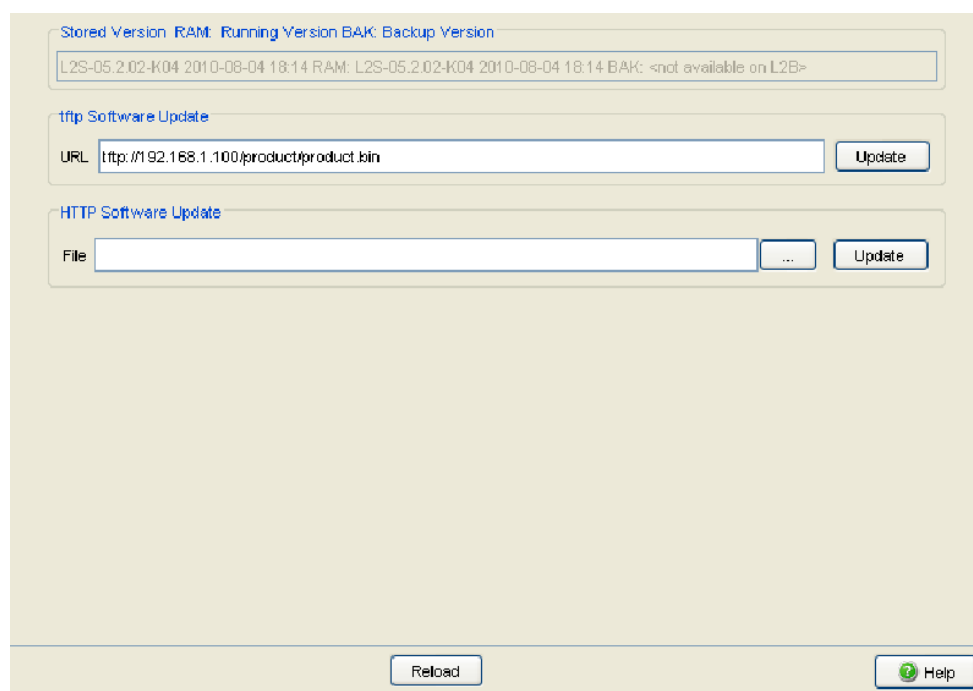 Stored Version RAM: Running Version BAK: Backup Version
L2S-05.2.02-K04 2010-08-04 18:14 RAM: L2S-05.2.02-K04 2010-08-04 18:14 BAK: <not available on L2B>
tftp Software Update
URL tftp://192.168.1.100/product/product.bin Update
HTTP Software Update
File ... Update
Reload Help